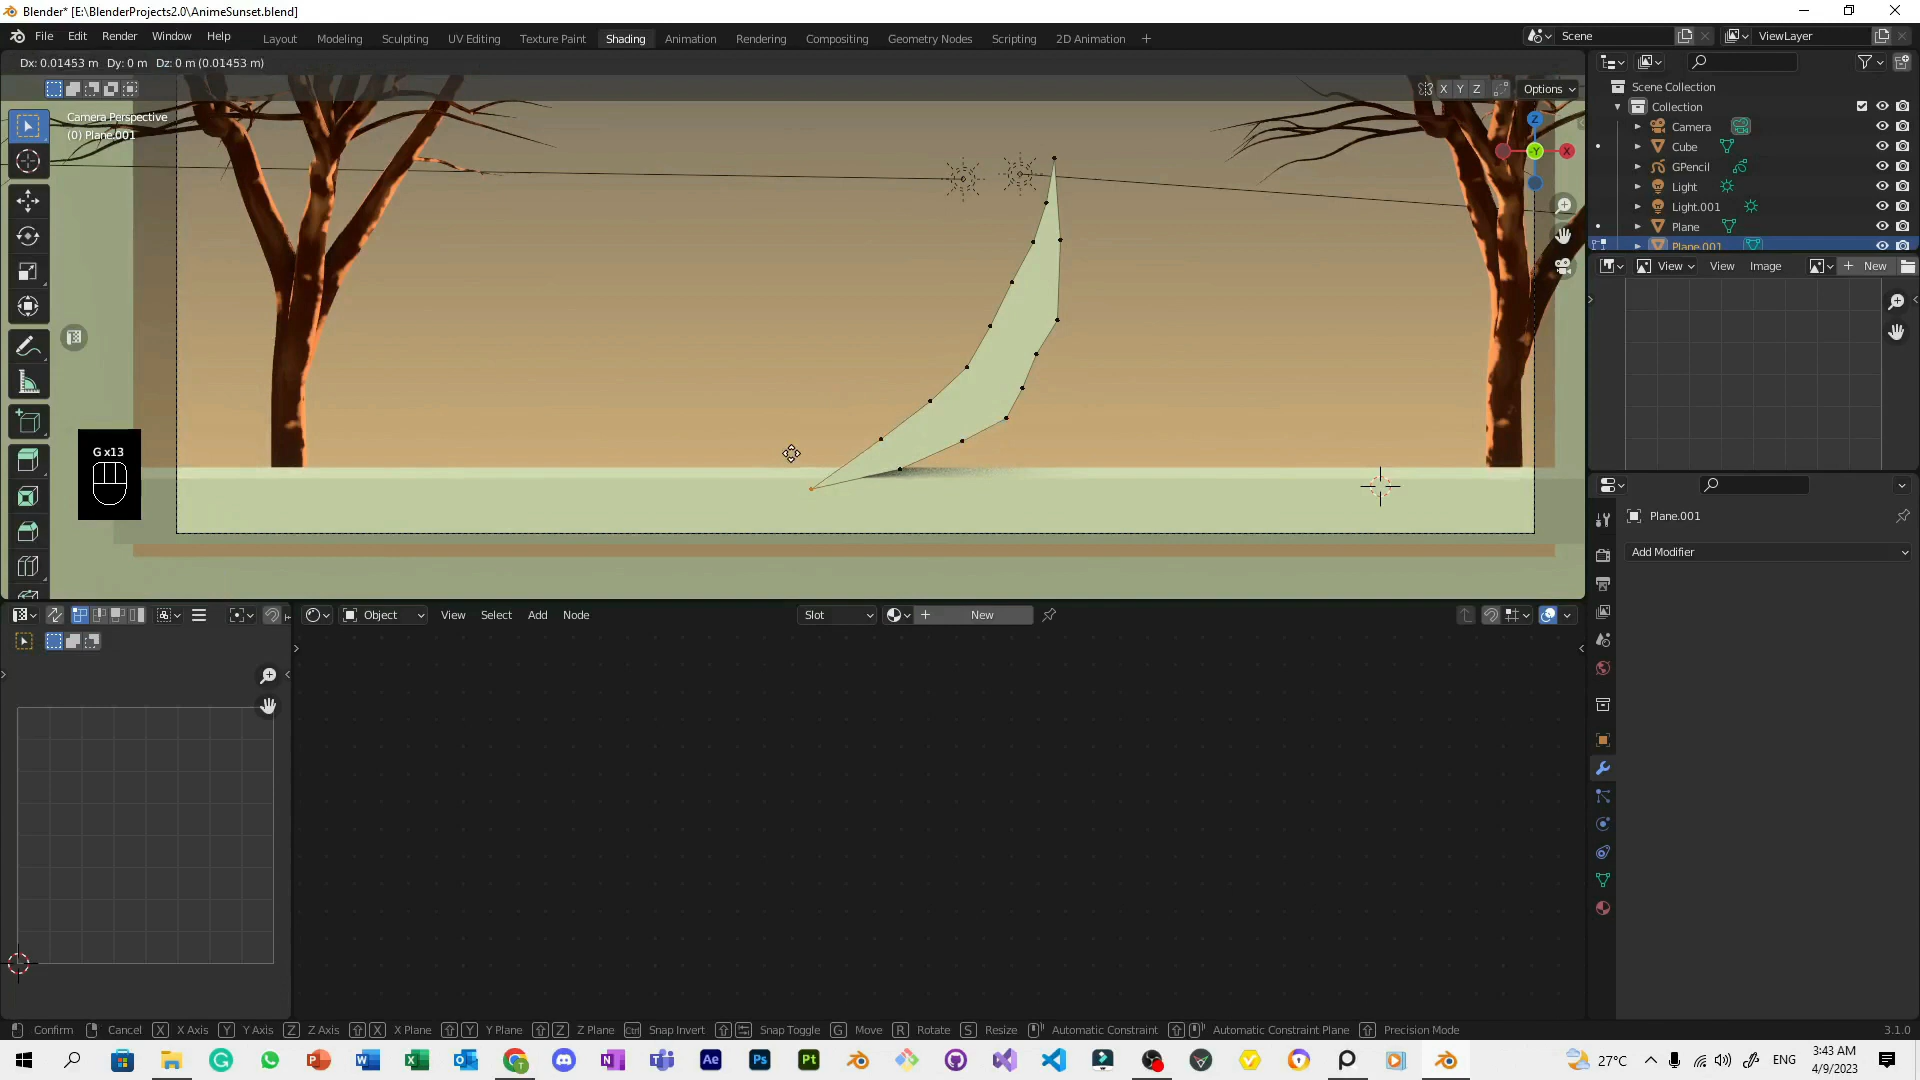 Blender* [E:\BlenderProjects2.0\AnimeSunset.blend]
File Edit Render Window Help
Layout Modeling Sculpting UV Editing Texture Paint Shading Animation Rendering Compositing Geometry Nodes Scripting 2D Animation +
Scene
ViewLayer
Dx: 0.01453 m Dy: 0 m Dz: 0 m (0.01453 m)
X Y Z Options
Camera Perspective
(0) Plane.001
Z
-Y
X
G x13
Scene Collection
Collection
Camera
Cube
GPencil
Light
Light.001
Plane
Plane.001
View View Image + New
Plane.001
Add Modifier
Object View Select Add Node Slot + New
Confirm Cancel X X Axis Y Y Axis Z Z Axis X X Plane Y Y Plane Z Z Plane Ctrl Snap Invert Snap Toggle G Move R Rotate S Resize Automatic Constraint Automatic Constraint Plane Precision Mode 3.1.0
27°C ENG
3:43 AM
4/9/2023